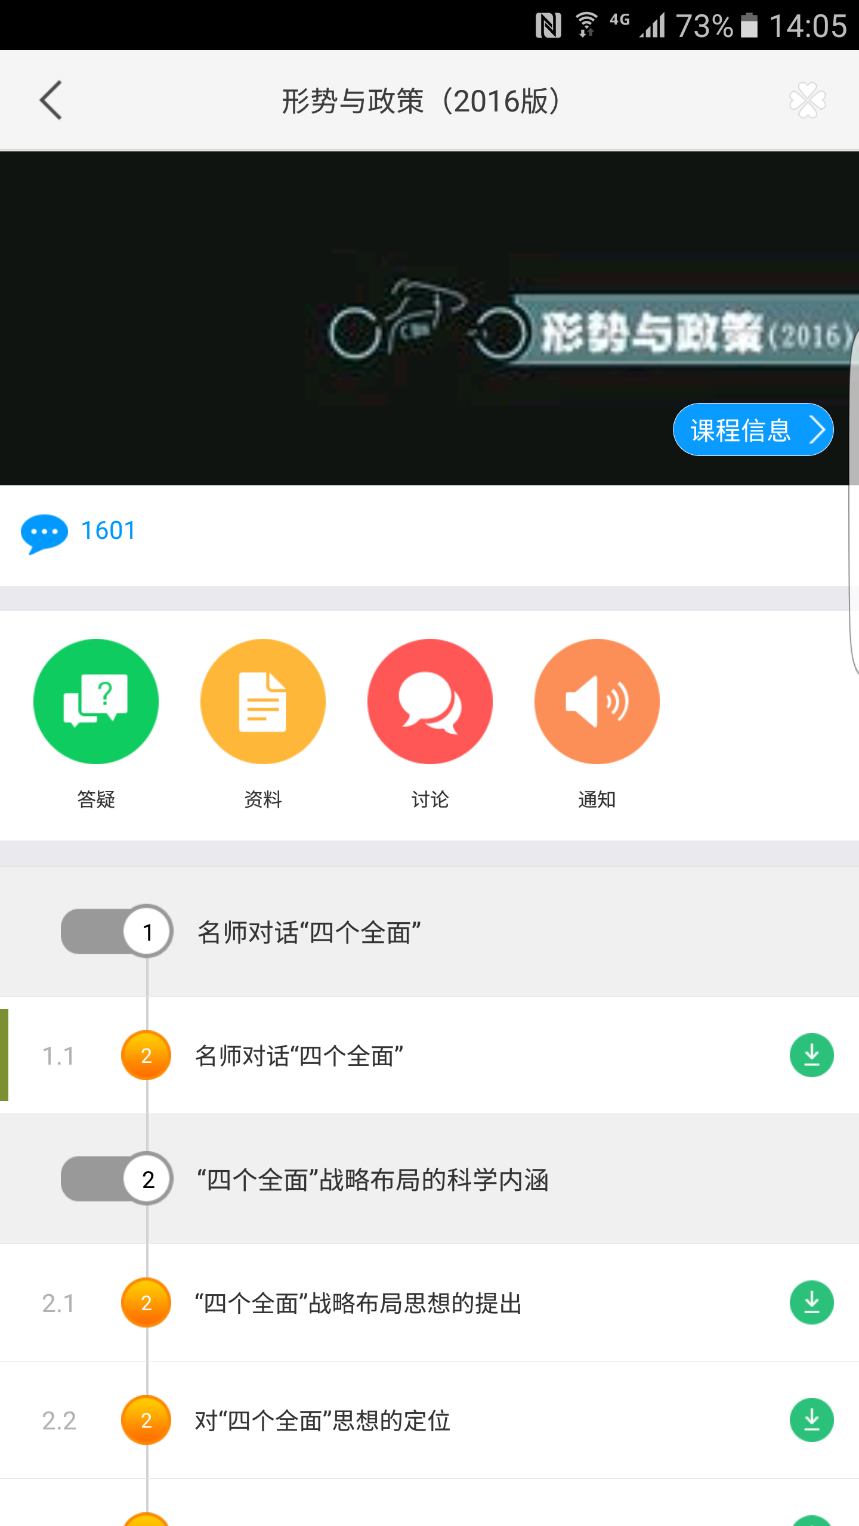 4G 73% 14:05
形势与政策（2016版）
形势与政策(2016)
课程信息
1601
答疑 资料 讨论 通知
1 名师对话“四个全面”
1.1 2 名师对话“四个全面”
2 “四个全面”战略布局的科学内涵
2.1 2 “四个全面”战略布局思想的提出
2.2 2 对“四个全面”思想的定位